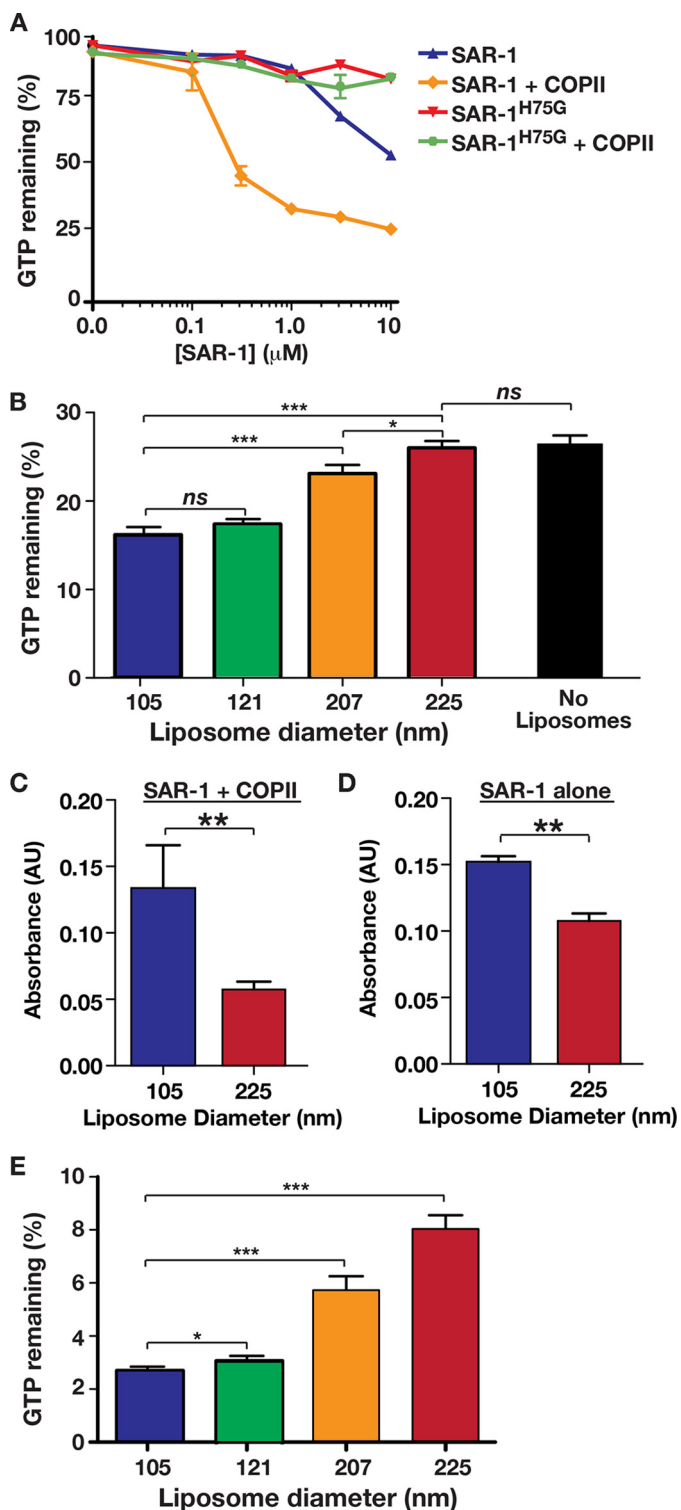 A
100
75
50
25
0
GTP remaining (%)
0.0 0.1 1.0 10
[SAR-1] (μM)
SAR-1
SAR-1 + COPII
SAR-1H75G
SAR-1H75G + COPII
B
30
20
10
0
GTP remaining (%)
***
ns
***
*
ns
105 121 207 225 No
Liposomes
Liposome diameter (nm)
C
SAR-1 + COPII
0.20
0.15
0.10
0.05
0.00
Absorbance (AU)
**
105 225
Liposome Diameter (nm)
D
SAR-1 alone
0.20
0.15
0.10
0.05
0.00
Absorbance (AU)
**
105 225
Liposome Diameter (nm)
E
10
8
6
4
2
0
GTP remaining (%)
***
***
*
105 121 207 225
Liposome diameter (nm)